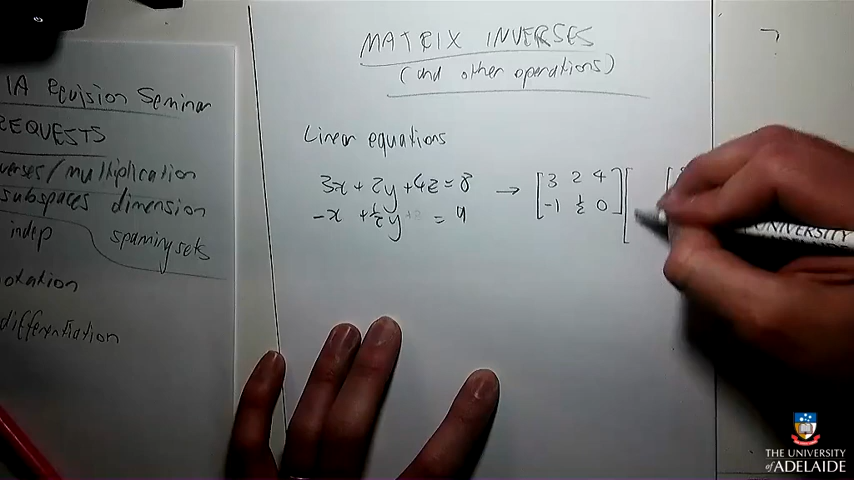 IA Revision Seminar
REQUESTS
verses/multiplication
subspaces dimension
indep spanning sets
otation
differentiation
MATRIX INVERSES
(and other operations)
Linear equations
3x + 2y + 4z = 8 → [3 2 4] [
-x + ½y = 4 [-1 ½ 0]
UNIVERSITY
THE UNIVERSITY
of ADELAIDE